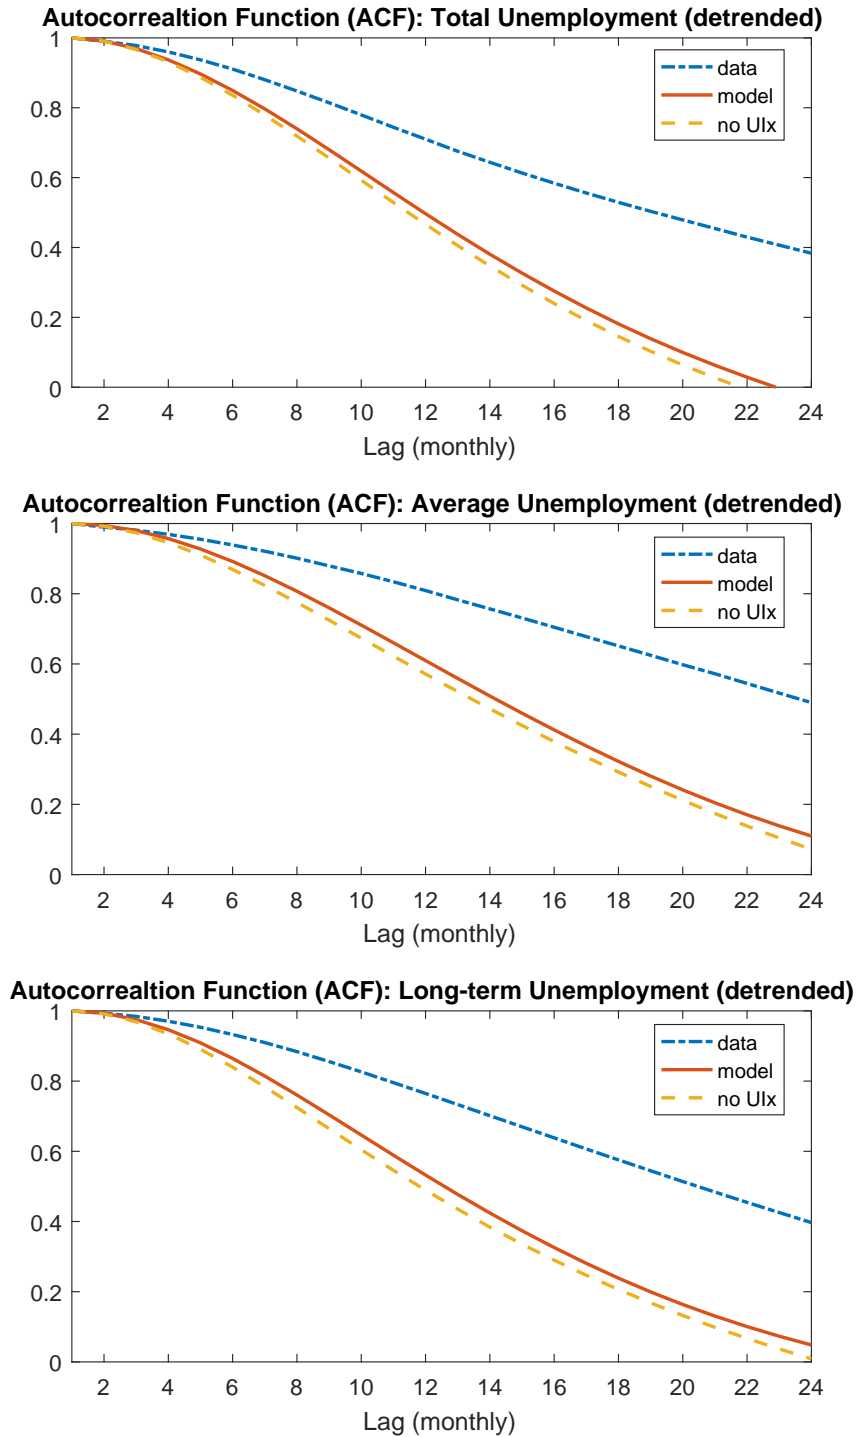 Autocorrealtion Function (ACF): Total Unemployment (detrended)
1
0.8
0.6
0.4
0.2
0
data
model
no UIx
2 4 6 8 10 12 14 16 18 20 22 24
Lag (monthly)
Autocorrealtion Function (ACF): Average Unemployment (detrended)
1
0.8
0.6
0.4
0.2
0
data
model
no UIx
2 4 6 8 10 12 14 16 18 20 22 24
Lag (monthly)
Autocorrealtion Function (ACF): Long-term Unemployment (detrended)
1
0.8
0.6
0.4
0.2
0
data
model
no UIx
2 4 6 8 10 12 14 16 18 20 22 24
Lag (monthly)